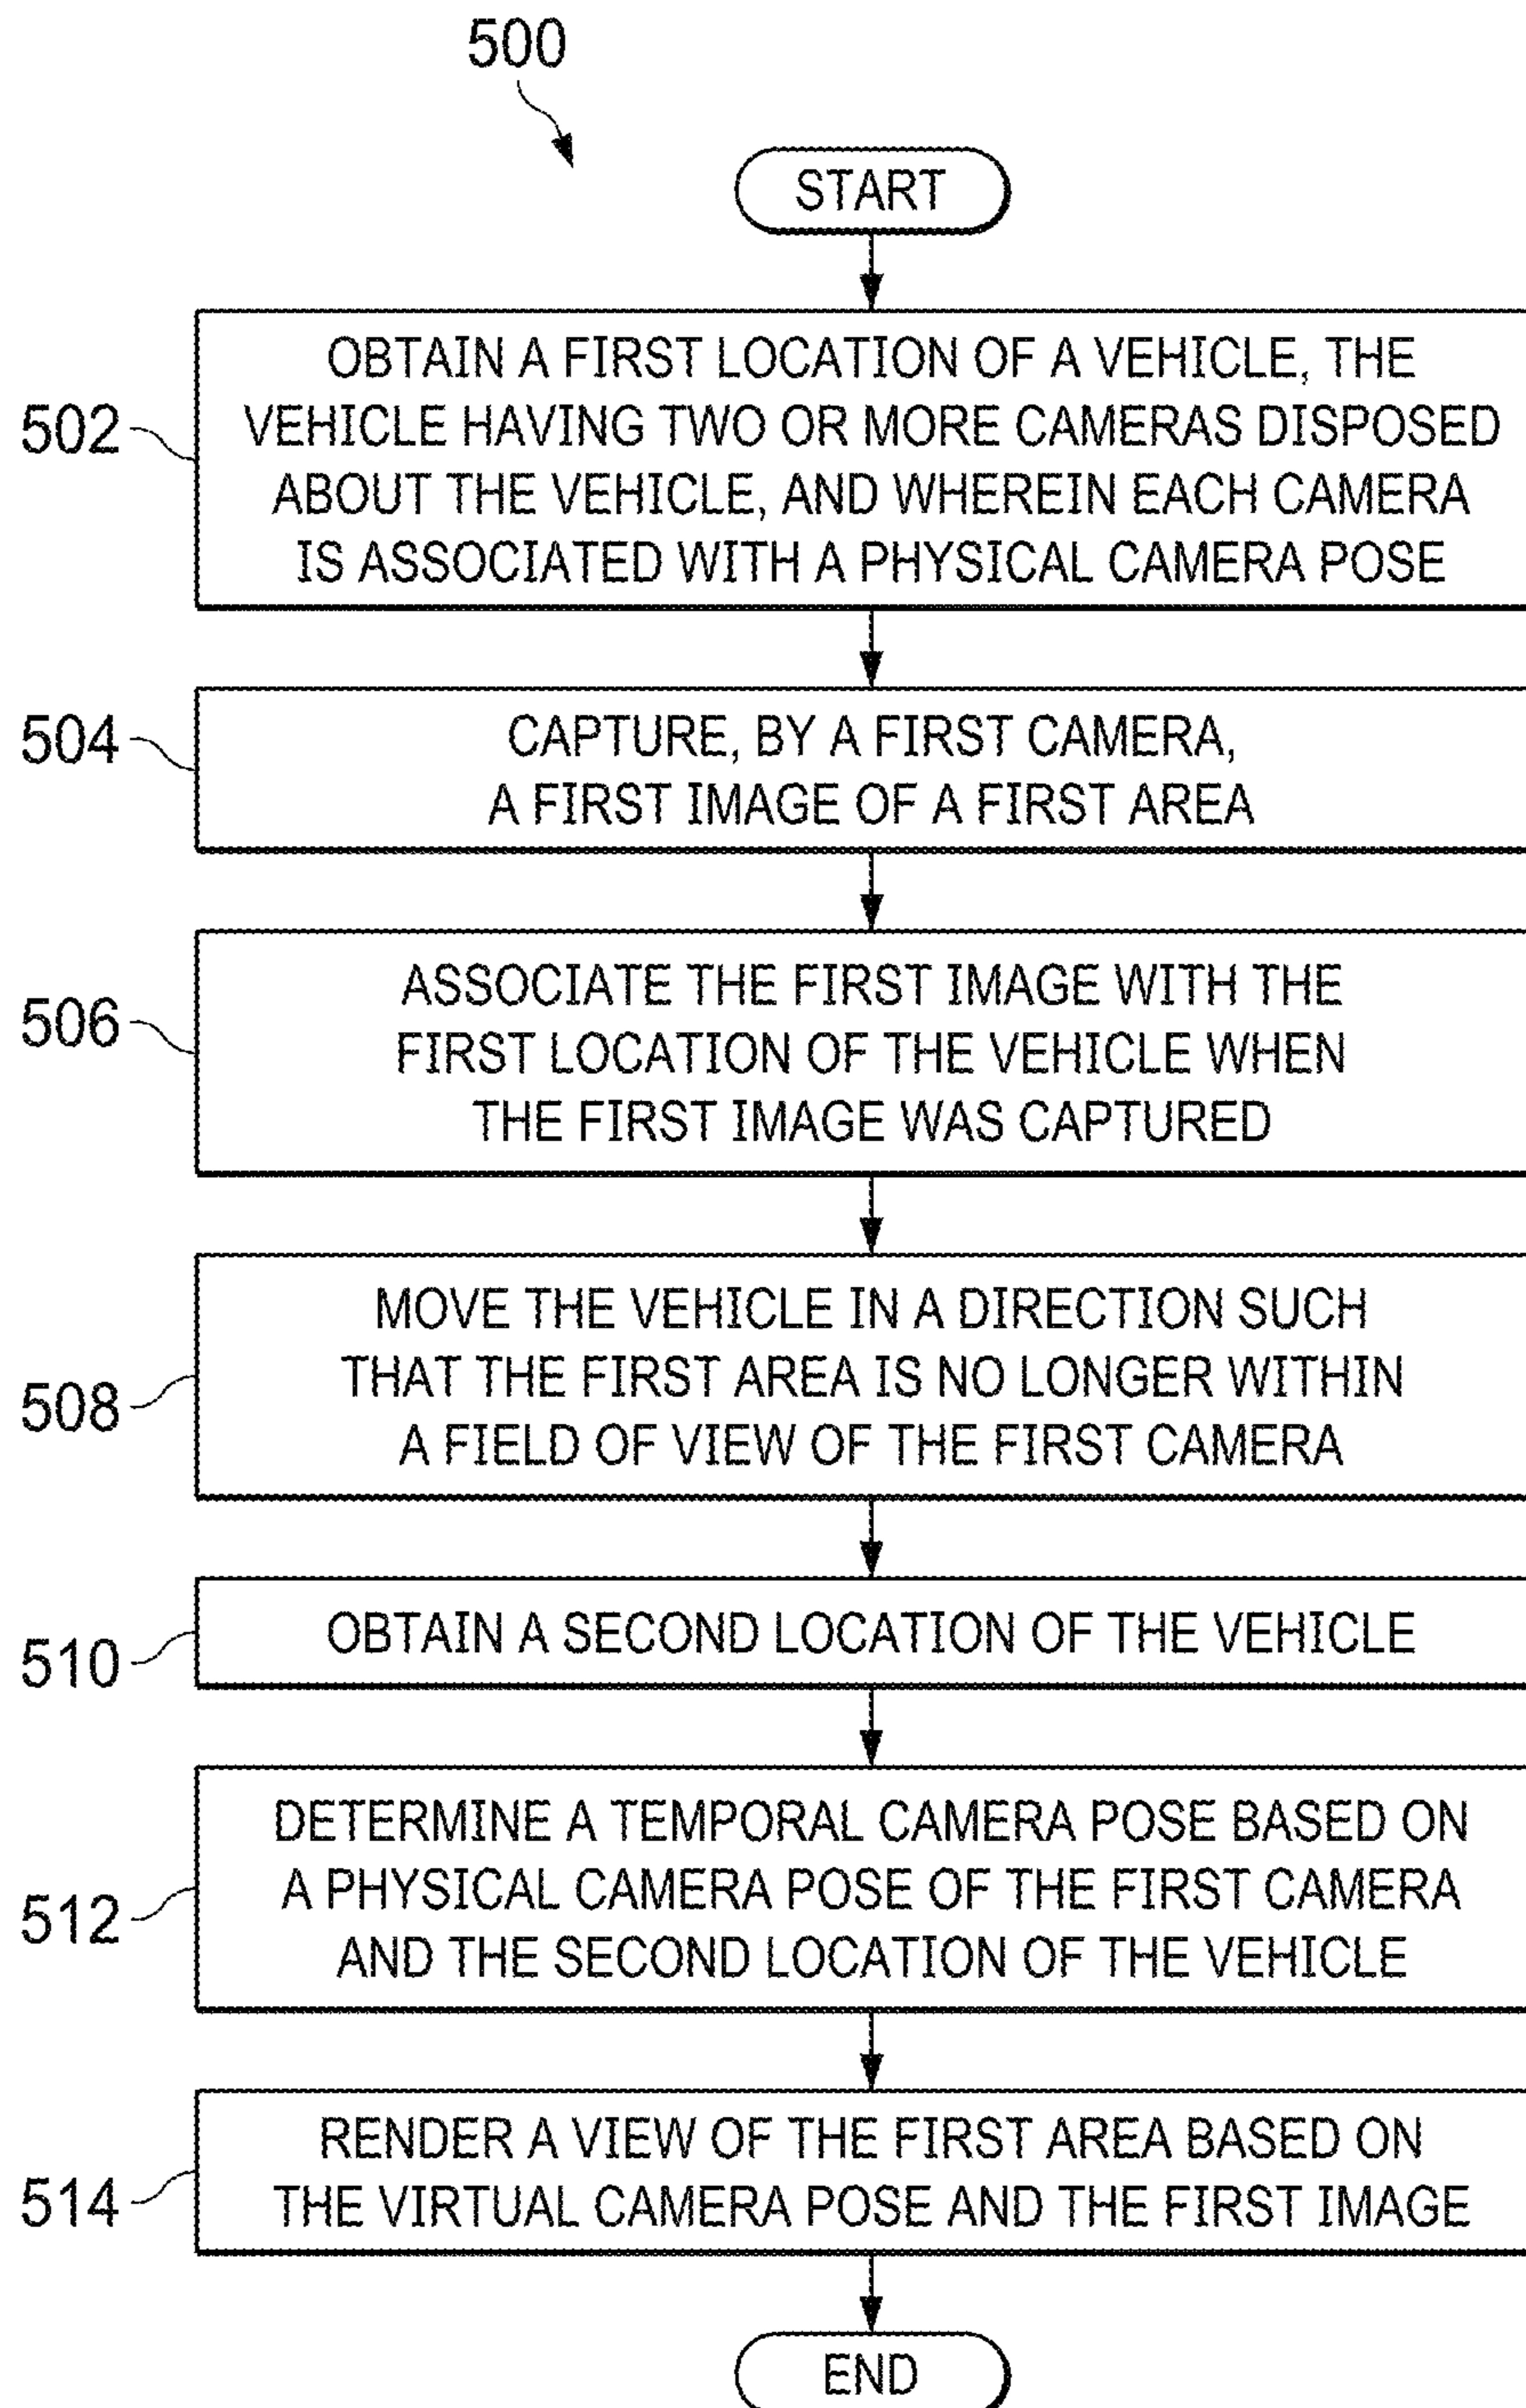 500
START
502
OBTAIN A FIRST LOCATION OF A VEHICLE, THE
VEHICLE HAVING TWO OR MORE CAMERAS DISPOSED
ABOUT THE VEHICLE, AND WHEREIN EACH CAMERA
IS ASSOCIATED WITH A PHYSICAL CAMERA POSE
504
CAPTURE, BY A FIRST CAMERA,
A FIRST IMAGE OF A FIRST AREA
506
ASSOCIATE THE FIRST IMAGE WITH THE
FIRST LOCATION OF THE VEHICLE WHEN
THE FIRST IMAGE WAS CAPTURED
508
MOVE THE VEHICLE IN A DIRECTION SUCH
THAT THE FIRST AREA IS NO LONGER WITHIN
A FIELD OF VIEW OF THE FIRST CAMERA
510
OBTAIN A SECOND LOCATION OF THE VEHICLE
512
DETERMINE A TEMPORAL CAMERA POSE BASED ON
A PHYSICAL CAMERA POSE OF THE FIRST CAMERA
AND THE SECOND LOCATION OF THE VEHICLE
514
RENDER A VIEW OF THE FIRST AREA BASED ON
THE VIRTUAL CAMERA POSE AND THE FIRST IMAGE
END